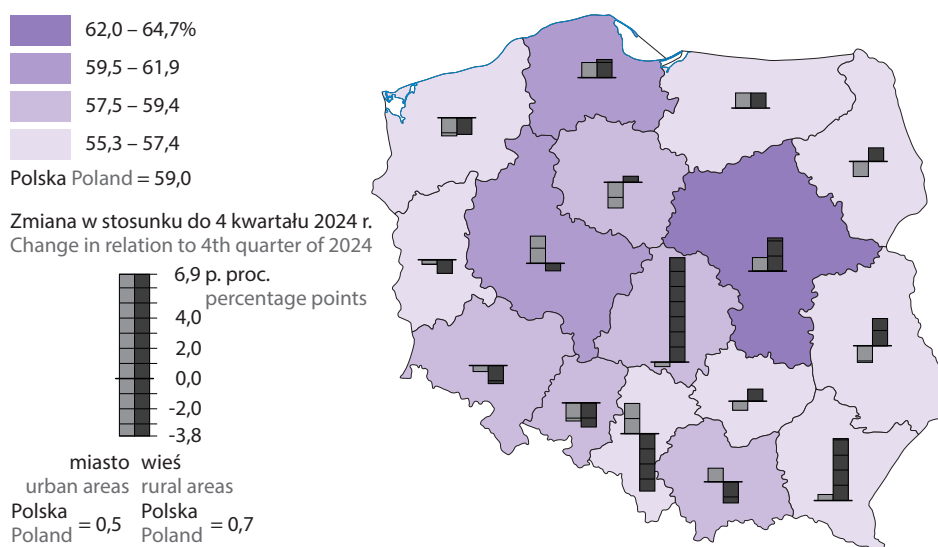 62,0 – 64,7%
59,5 – 61,9
57,5 – 59,4
55,3 – 57,4
Polska Poland = 59,0
Zmiana w stosunku do 4 kwartału 2024 r.
Change in relation to 4th quarter of 2024
6,9 p. proc.
percentage points
4,0
2,0
0,0
-2,0
-3,8
miasto wieś
urban areas rural areas
Polska Polska
Poland = 0,5 Poland = 0,7